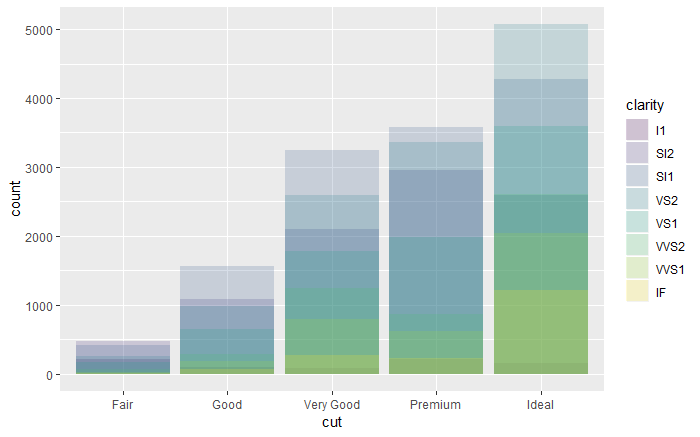 5000
4000
3000
2000
1000
0
count
Fair
Good
Very Good
Premium
Ideal
cut
clarity
I1
SI2
SI1
VS2
VS1
VVS2
VVS1
IF